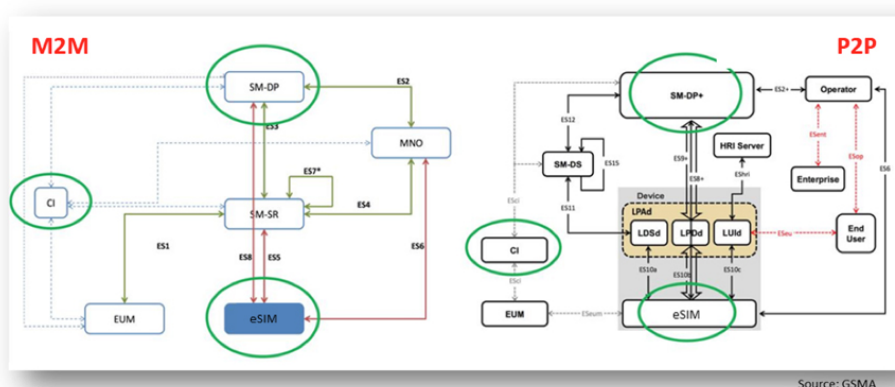 M2M
P2P
SM-DP
ES2
ES3
MNO
ES7*
CI
SM-SR
ES4
ES1
ES8
ES5
ES6
EUM
eSIM
SM-DP+
ES2+
Operator
ES12
ES9+
ES8+
HRI Server
ESent
ESop
SM-DS
ES15
EShri
Enterprise
ES6
ESci
Device
LPAd
ES11
LDSd
LPDd
LUId
ESeu
End
User
CI
ES10a
ES10b
ES10c
ESci
EUM
ESeum
eSIM
Source: GSMA